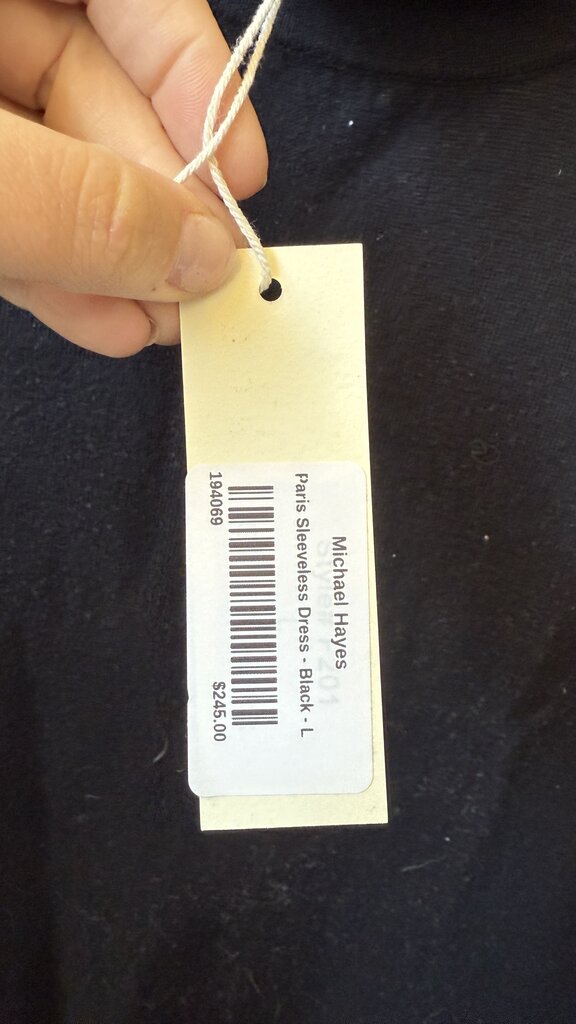 Michael Hayes
Paris Sleeveless Dress - Black - L
194069
$245.00